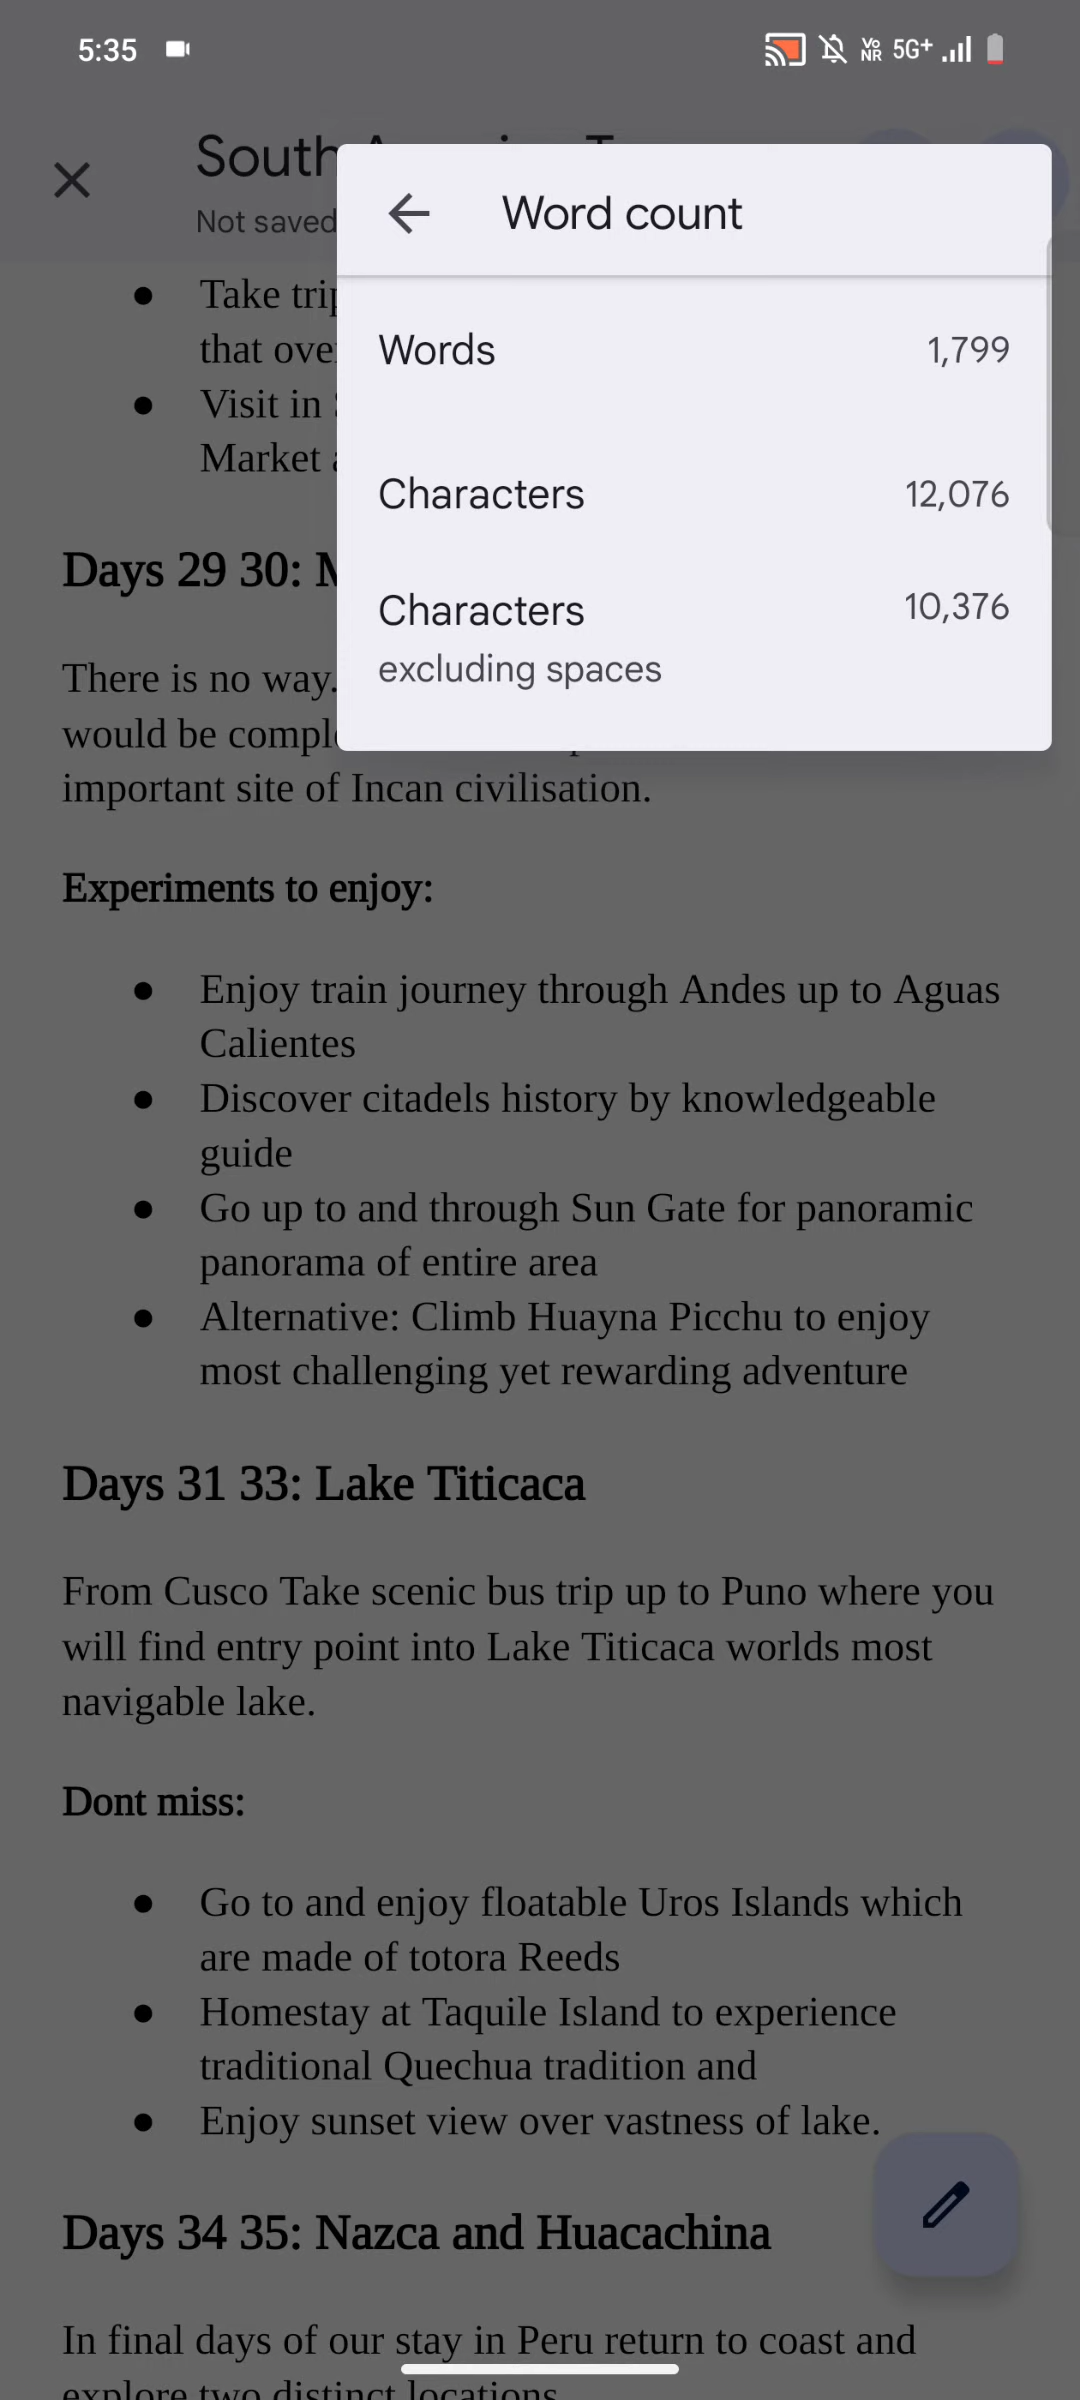 5:35
Vo
NR
5G+
South
Not saved
Word count
Words 1,799
Characters 12,076
Characters 10,376
excluding spaces
Take
that
Visit in
Market
Days 29 30:
There is no way.
would be
important site of Incan civilisation.
Experiments to enjoy:
● Enjoy train journey through Andes up to Aguas
Calientes
● Discover citadels history by knowledgeable
guide
● Go up to and through Sun Gate for panoramic
panorama of entire area
● Alternative: Climb Huayna Picchu to enjoy
most challenging yet rewarding adventure
Days 31 33: Lake Titicaca
From Cusco Take scenic bus trip up to Puno where you
will find entry point into Lake Titicaca worlds most
navigable lake.
Dont miss:
● Go to and enjoy floatable Uros Islands which
are made of totora Reeds
● Homestay at Taquile Island to experience
traditional Quechua tradition and
● Enjoy sunset view over vastness of lake.
Days 34 35: Nazca and Huacachina
In final days of our stay in Peru return to coast and
explore two distinct locations